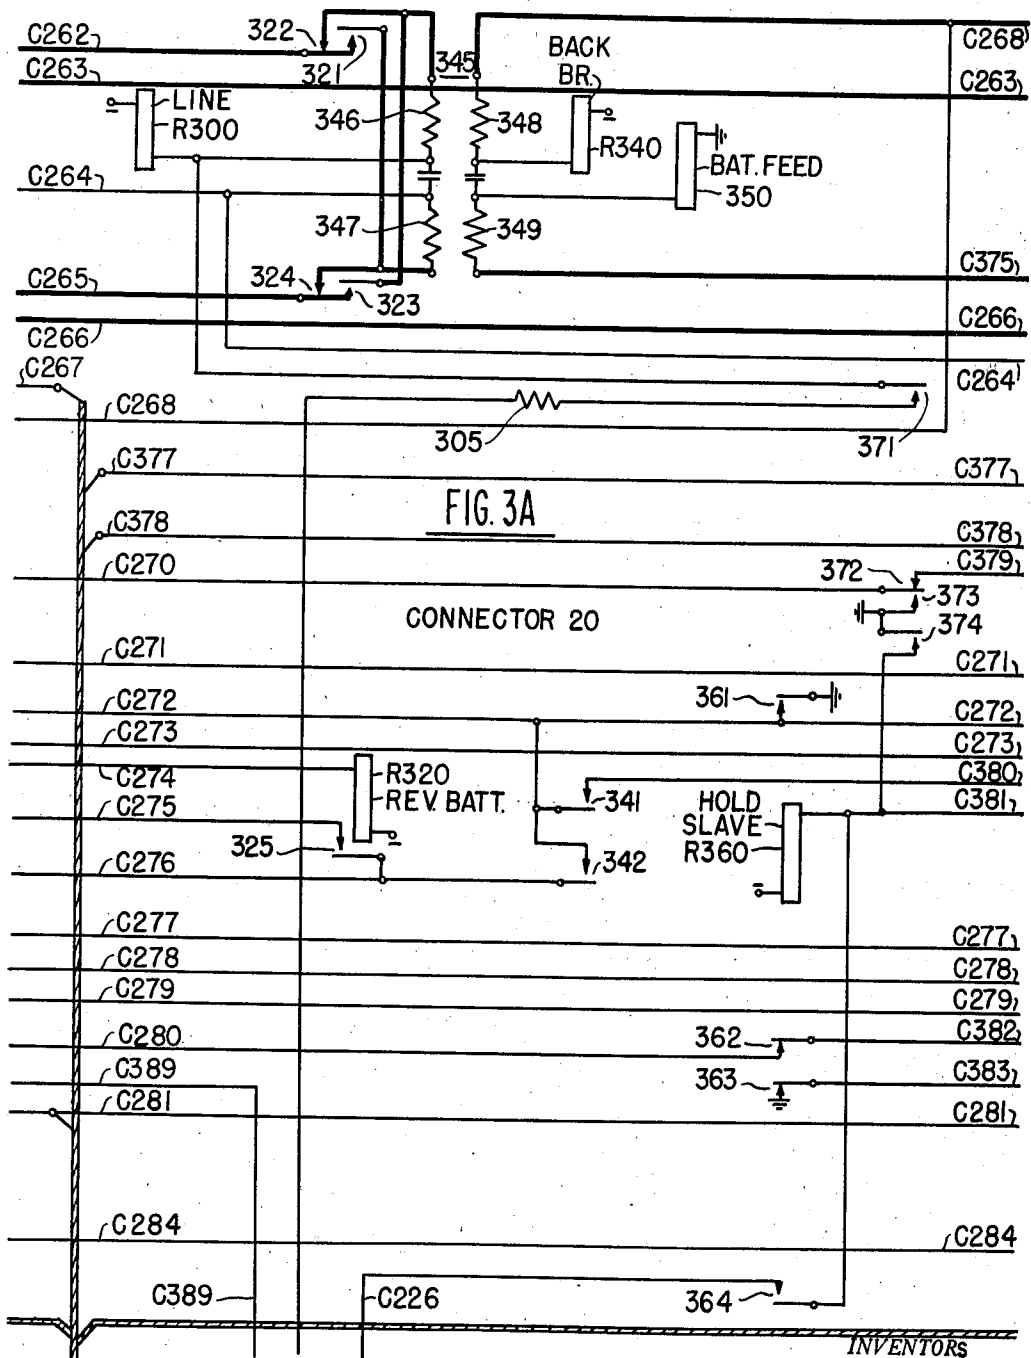 C262 322 321 345 BACK C268
C263 BR. C263
LINE 346 348
R300 R340
C264 BAT. FEED
350
347 349
C265 324 323 C375
C266 C266
C267 C264
C268 305 371
C377 C377
FIG. 3A
C378 C378
C270 372 C379
373
CONNECTOR 20 374
C271 C271
C272 361 C272
C273 C273
C274 R320 C380
C275 REV. BATT. 341 HOLD C381
325 SLAVE
C276 342 R360
C277 C277
C278 C278
C279 C279
C280 362 C382
C389 363 C383
C281 C281
C284 C284
C389 C226 364
INVENTORS